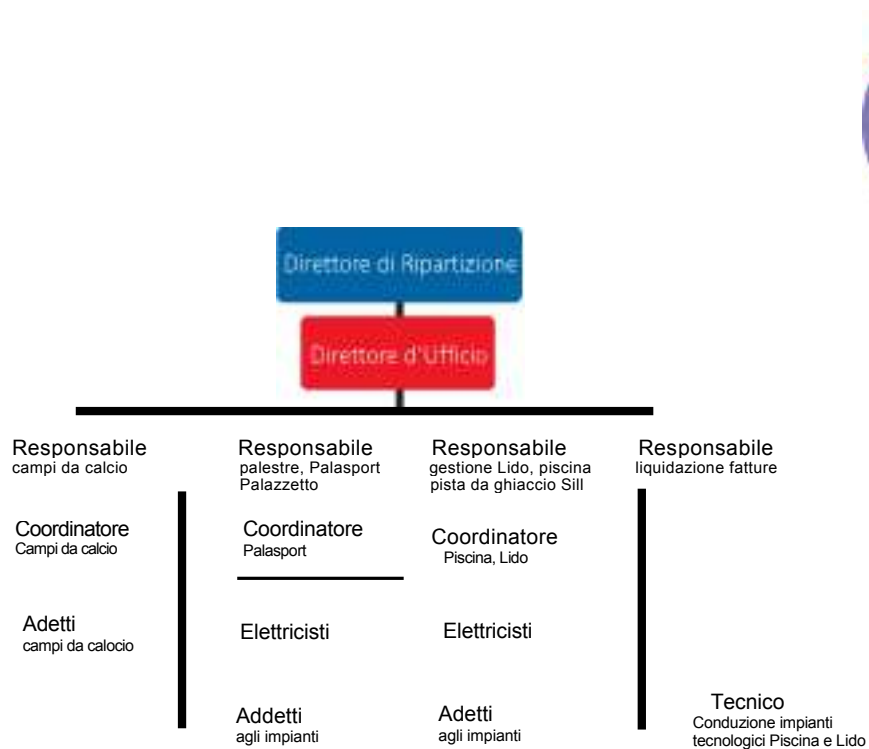 Direttore di Ripartizione
Direttore d'Ufficio
Responsabile
campi da calcio
Responsabile
palestre, Palasport
Palazzetto
Responsabile
gestione Lido, piscina
pista da ghiaccio Sill
Responsabile
liquidazione fatture
Coordinatore
Campi da calcio
Coordinatore
Palasport
Coordinatore
Piscina, Lido
Adetti
campi da calocio
Elettricisti
Elettricisti
Addetti
agli impianti
Adetti
agli impianti
Tecnico
Conduzione impianti
tecnologici Piscina e Lido